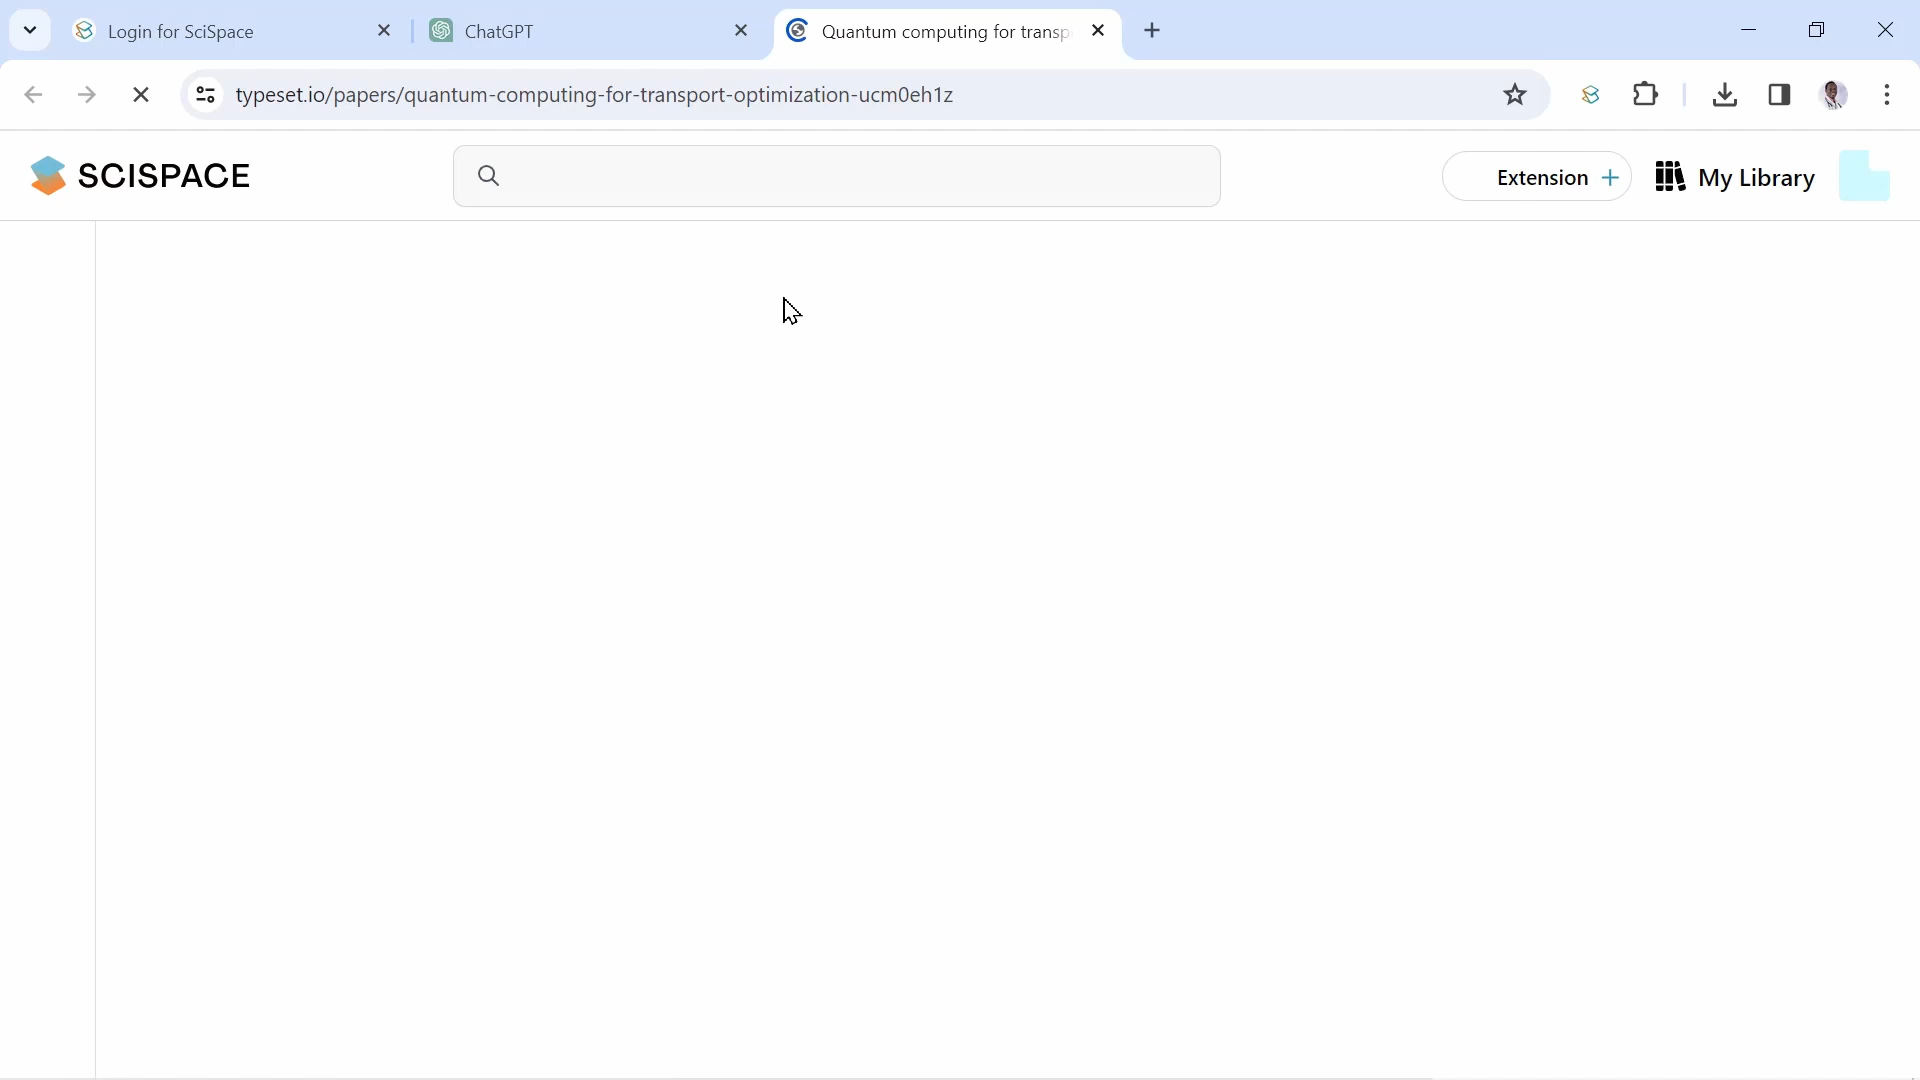 Login for SciSpace
ChatGPT
Quantum computing for transp
typeset.io/papers/quantum-computing-for-transport-optimization-ucm0eh1z
SCISPACE
Extension +
My Library